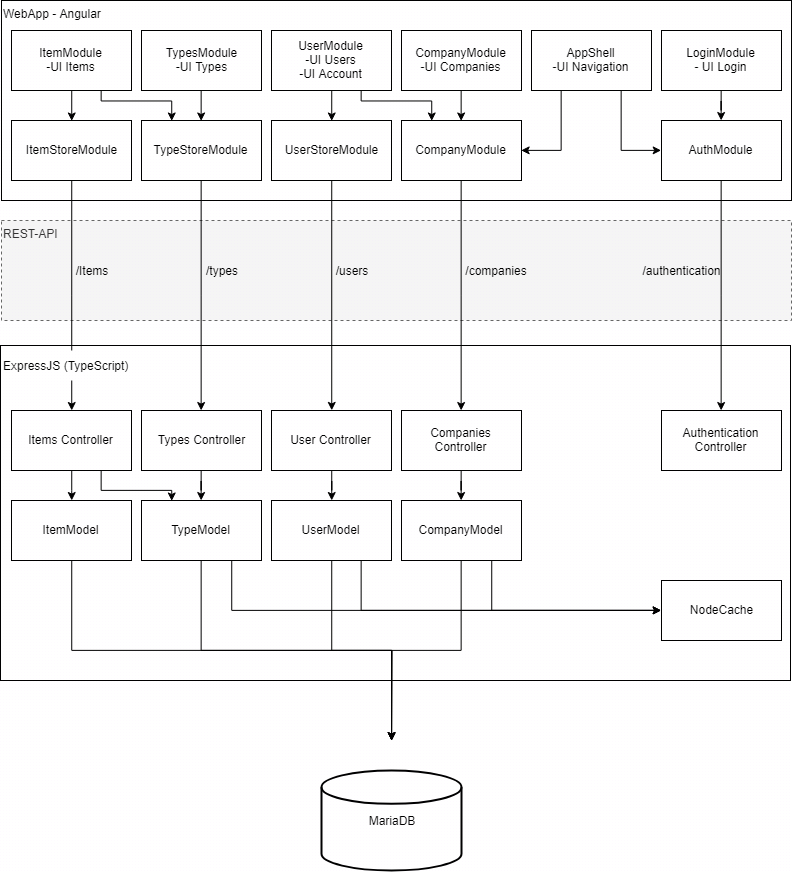 WebApp - Angular
ItemModule
-UI Items
TypesModule
-UI Types
UserModule
-UI Users
-UI Account
CompanyModule
-UI Companies
AppShell
-UI Navigation
LoginModule
- UI Login
ItemStoreModule
TypeStoreModule
UserStoreModule
CompanyModule
AuthModule
REST-API
/Items
/types
/users
/companies
/authentication
ExpressJS (TypeScript)
Items Controller
Types Controller
User Controller
Companies
Controller
Authentication
Controller
ItemModel
TypeModel
UserModel
CompanyModel
NodeCache
MariaDB